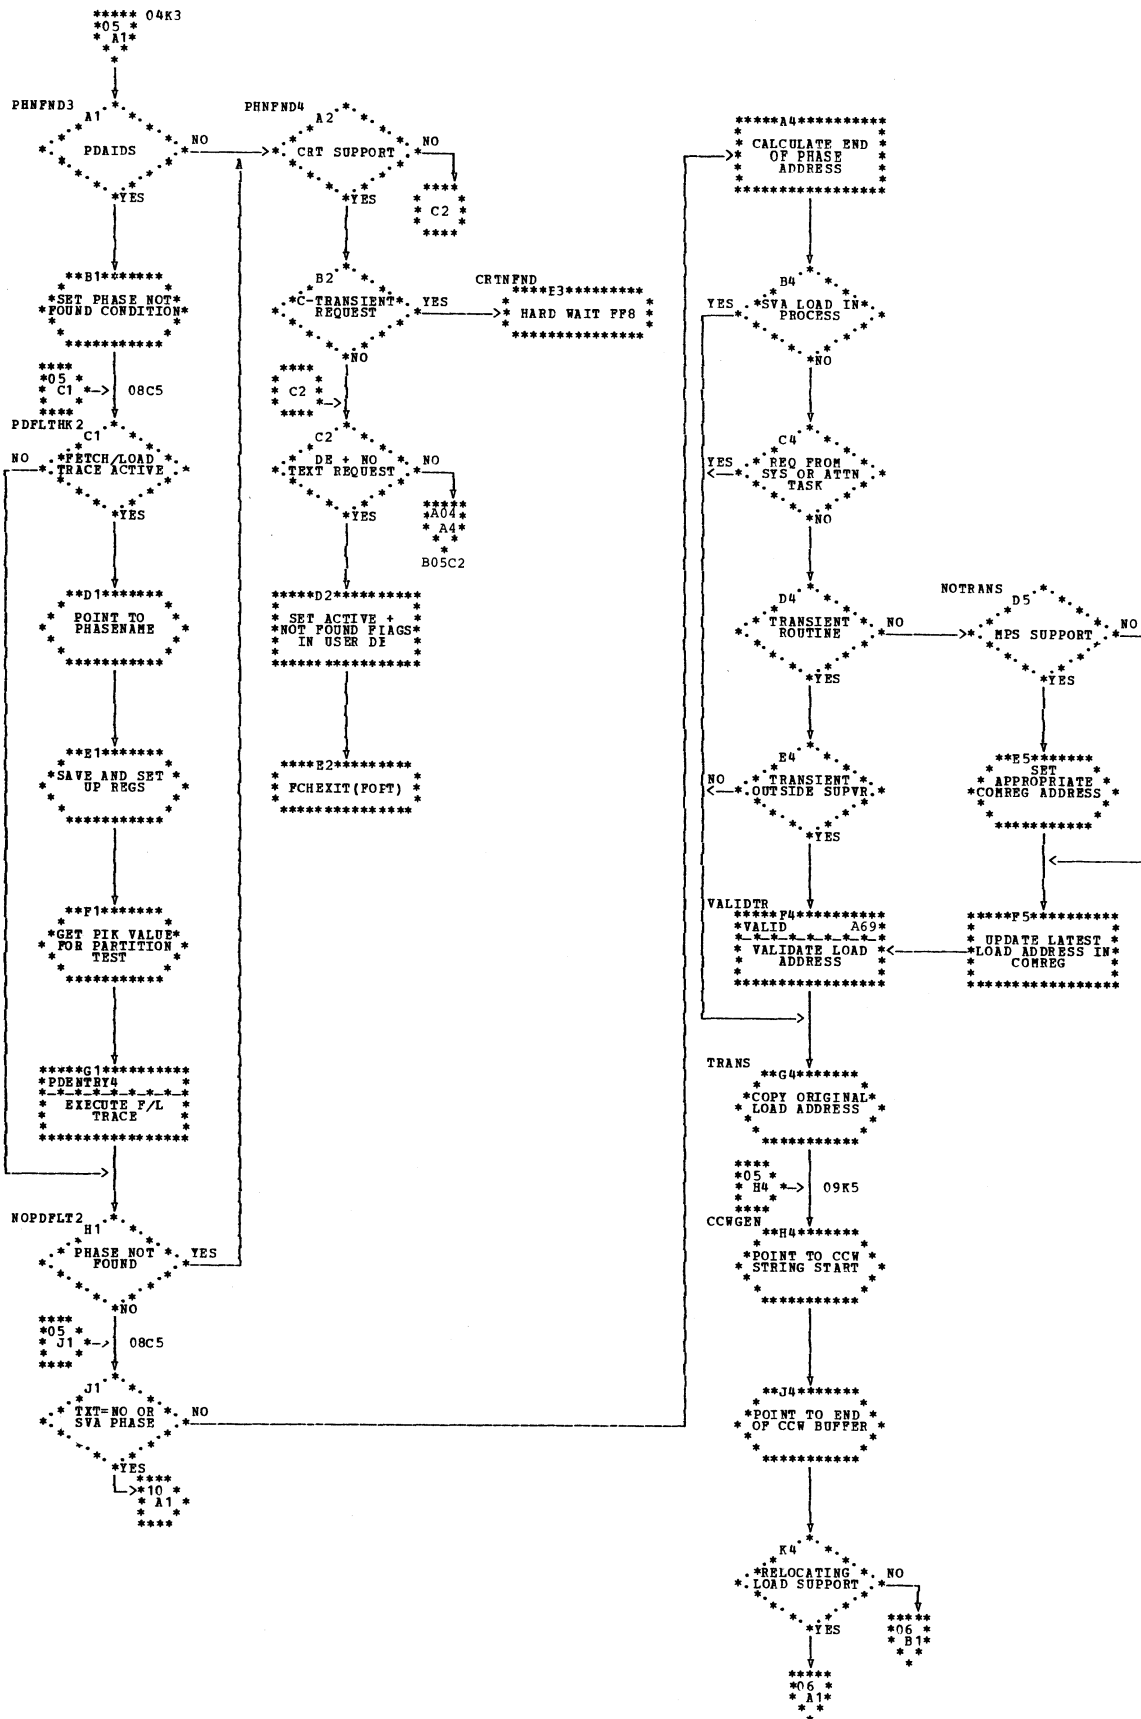 04K3
05
A1
PHNFND3
A1
PDAIDS
NO
YES
B1
SET PHASE NOT
FOUND CONDITION
05
C1
08C5
PDFLTHK2
C1
FETCH/LOAD
TRACE ACTIVE
NO
YES
D1
POINT TO
PHASENAME
E1
SAVE AND SET
UP REGS
F1
GET PIK VALUE
FOR PARTITION
TEST
G1
PDENTRY4
EXECUTE F/L
TRACE
NOPDFLT2
H1
PHASE NOT
FOUND
YES
NO
05
J1
08C5
J1
TXT=NO OR
SVA PHASE
NO
YES
10
A1
PHNFND4
A2
CRT SUPPORT
A
NO
YES
C2
B2
C-TRANSIENT
REQUEST
YES
NO
CRTNFND
E3
HARD WAIT FF8
C2
C2
DE + NO
TEXT REQUEST
NO
YES
A04
A4
B05C2
D2
SET ACTIVE +
NOT FOUND FLAGS
IN USER DE
E2
FCHEXIT(FOFT)
A4
CALCULATE END
OF PHASE
ADDRESS
B4
SVA LOAD IN
PROCESS
YES
NO
C4
REQ FROM
SYS OR ATTN
TASK
YES
NO
D4
TRANSIENT
ROUTINE
NO
YES
NOTRANS
D5
MPS SUPPORT
NO
YES
E4
TRANSIENT
OUTSIDE SUPVR.
NO
YES
E5
SET
APPROPRIATE
COMREG ADDRESS
VALIDTR
F4
VALID A69
VALIDATE LOAD
ADDRESS
F5
UPDATE LATEST
LOAD ADDRESS IN
COMREG
TRANS
G4
COPY ORIGINAL
LOAD ADDRESS
05
H4
09K5
CCWGEN
H4
POINT TO CCW
STRING START
J4
POINT TO END
OF CCW BUFFER
K4
RELOCATING
LOAD SUPPORT
NO
YES
06
B1
06
A1